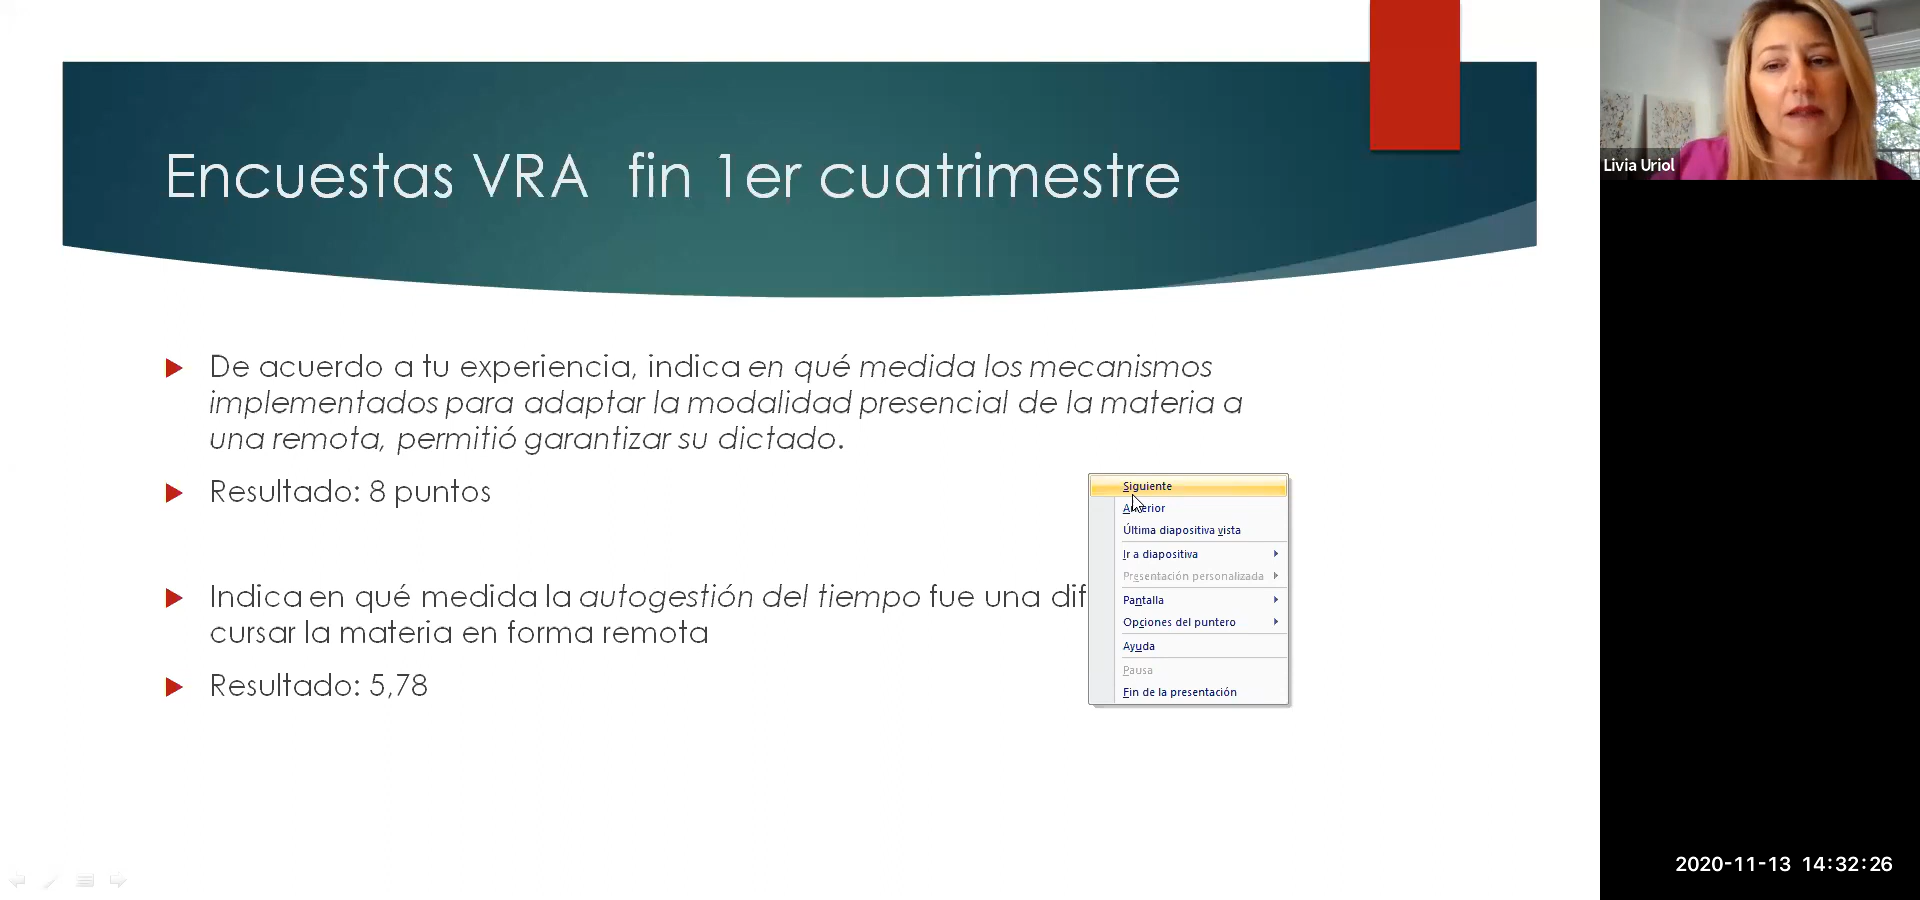 Encuestas VRA fin 1er cuatrimestre
Livia Uriol
De acuerdo a tu experiencia, indica en qué medida los mecanismos
implementados para adaptar la modalidad presencial de la materia a
una remota, permitió garantizar su dictado.
Resultado: 8 puntos
Indica en qué medida la autogestión del tiempo fue una
cursar la materia en forma remota
Resultado: 5,78
Siguiente
Anterior
Última diapositiva vista
Ir a diapositiva
Presentación personalizada
Pantalla
Opciones del puntero
Ayuda
Pausa
Fin de la presentación
2020-11-13 14:32:26